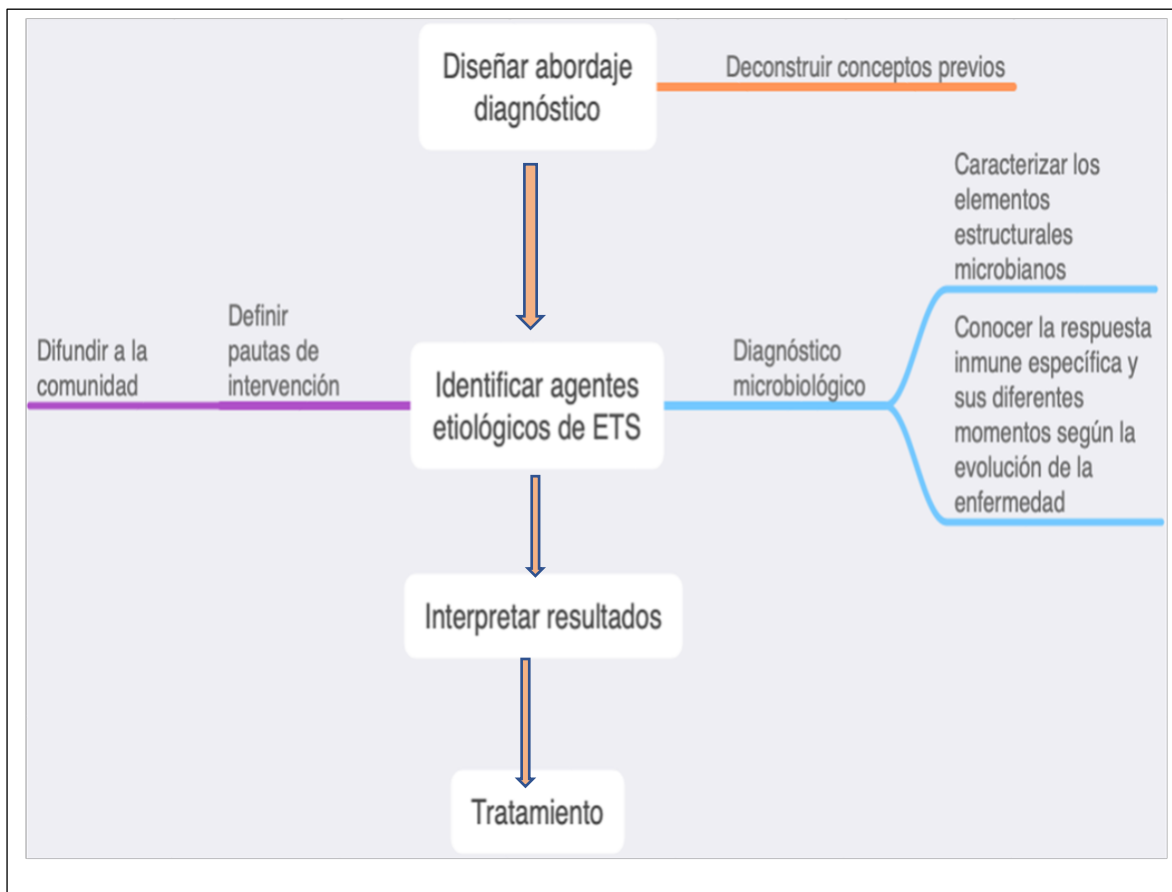 Diseñar abordaje
diagnóstico
Deconstruir conceptos previos
Caracterizar los
elementos
estructurales
microbianos
Difundir a la
comunidad
Definir
pautas de
intervención
Identificar agentes
etiológicos de ETS
Diagnóstico
microbiológico
Conocer la respuesta
inmune específica y
sus diferentes
momentos según la
evolución de la
enfermedad
Interpretar resultados
Tratamiento